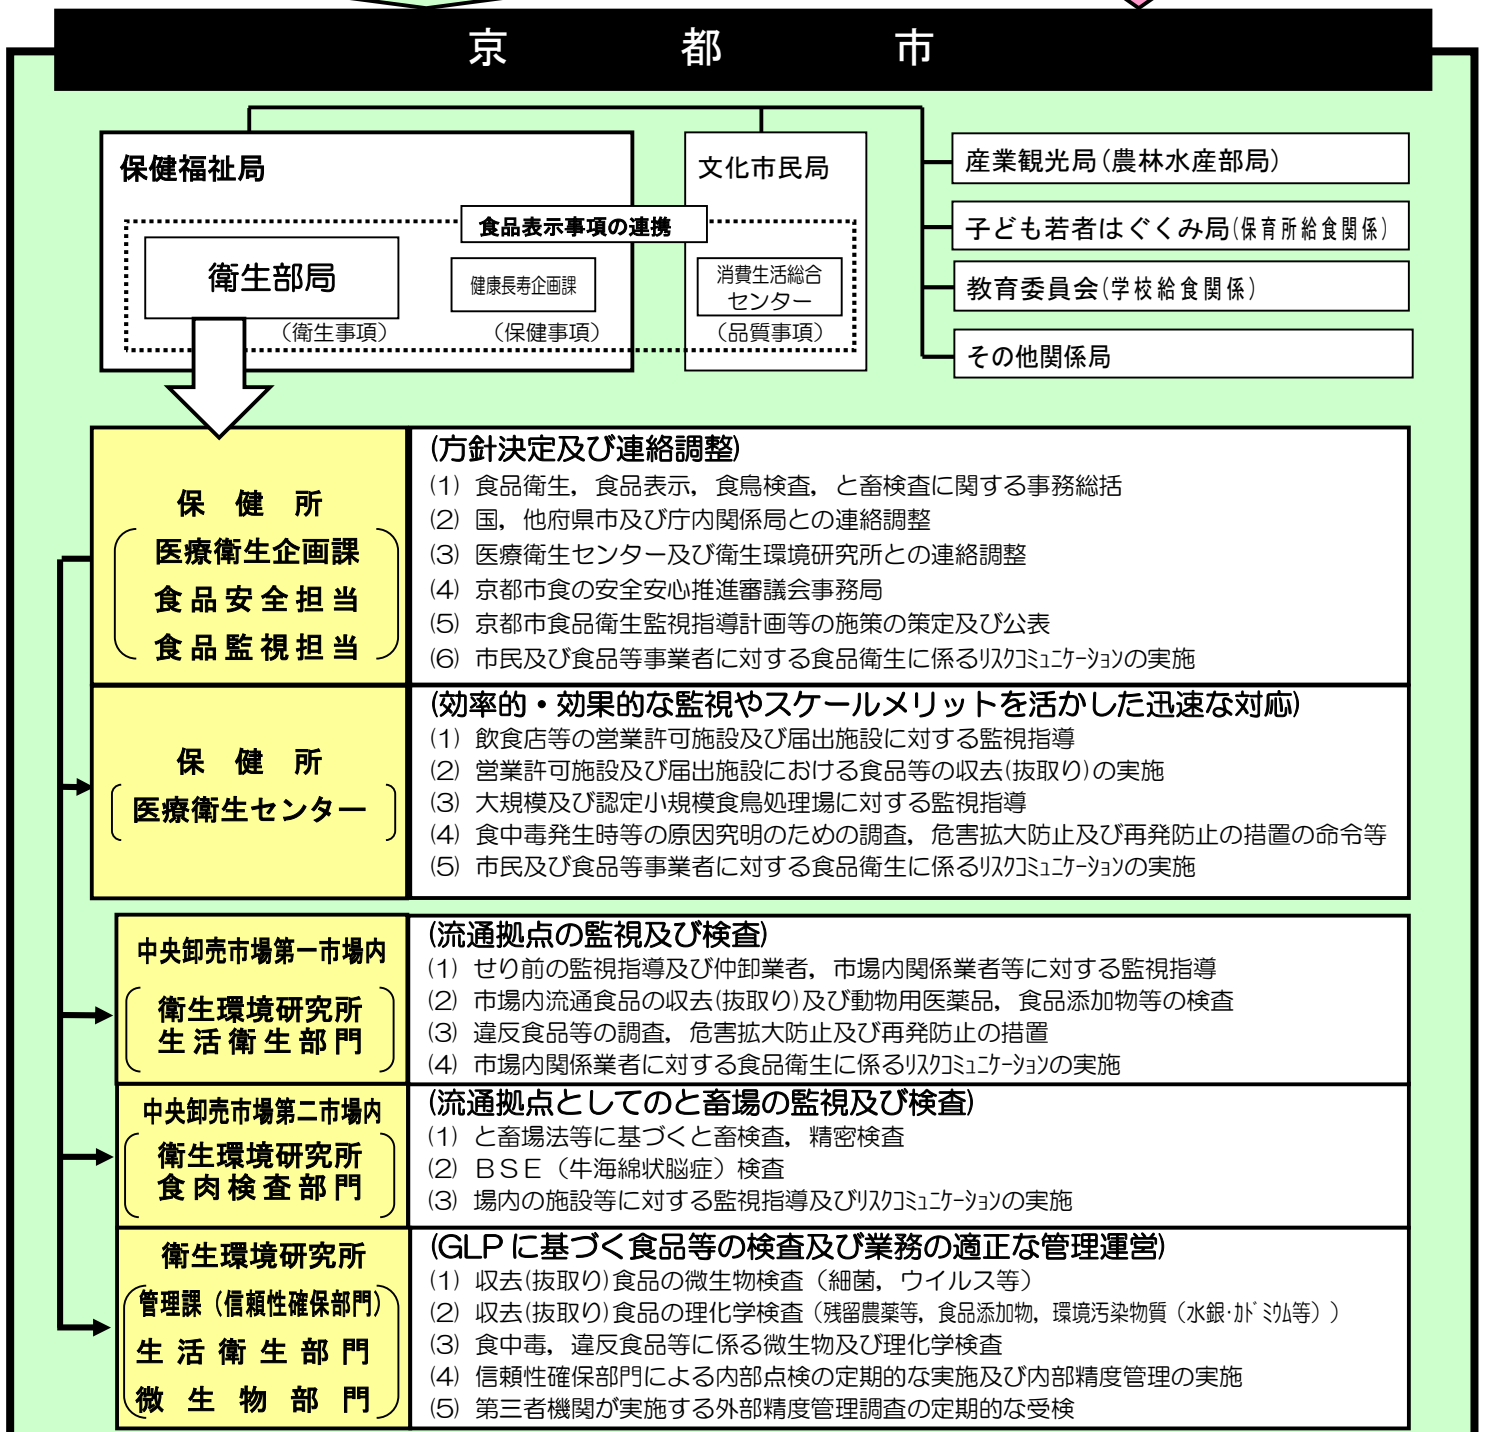 京都市
保健福祉局
文化市民局
産業観光局(農林水産部局)
子ども若者はぐくみ局(保育所給食関係)
教育委員会(学校給食関係)
その他関係局
食品表示事項の連携
衛生部局
(衛生事項)
健康長寿企画課
(保健事項)
消費生活総合
センター
(品質事項)
保健所
医療衛生企画課
食品安全担当
食品監視担当
(方針決定及び連絡調整)
(1) 食品衛生，食品表示，食鳥検査，と畜検査に関する事務総括
(2) 国，他府県市及び庁内関係局との連絡調整
(3) 医療衛生センター及び衛生環境研究所との連絡調整
(4) 京都市食の安全安心推進審議会事務局
(5) 京都市食品衛生監視指導計画等の施策の策定及び公表
(6) 市民及び食品等事業者に対する食品衛生に係るﾘｽｸｺﾐｭﾆｹｰｼｮﾝの実施
保健所
医療衛生センター
(効率的・効果的な監視やスケールメリットを活かした迅速な対応)
(1) 飲食店等の営業許可施設及び届出施設に対する監視指導
(2) 営業許可施設及び届出施設における食品等の収去(抜取り)の実施
(3) 大規模及び認定小規模食鳥処理場に対する監視指導
(4) 食中毒発生時等の原因究明のための調査，危害拡大防止及び再発防止の措置の命令等
(5) 市民及び食品等事業者に対する食品衛生に係るﾘｽｸｺﾐｭﾆｹｰｼｮﾝの実施
中央卸売市場第一市場内
衛生環境研究所
生活衛生部門
(流通拠点の監視及び検査)
(1) せり前の監視指導及び仲卸業者，市場内関係業者等に対する監視指導
(2) 市場内流通食品の収去(抜取り)及び動物用医薬品，食品添加物等の検査
(3) 違反食品等の調査，危害拡大防止及び再発防止の措置
(4) 市場内関係業者に対する食品衛生に係るﾘｽｸｺﾐｭﾆｹｰｼｮﾝの実施
中央卸売市場第二市場内
衛生環境研究所
食肉検査部門
(流通拠点としてのと畜場の監視及び検査)
(1) と畜場法等に基づくと畜検査，精密検査
(2) ＢＳＥ（牛海綿状脳症）検査
(3) 場内の施設等に対する監視指導及びﾘｽｸｺﾐｭﾆｹｰｼｮﾝの実施
衛生環境研究所
管理課（信頼性確保部門）
生活衛生部門
微生物部門
(GLPに基づく食品等の検査及び業務の適正な管理運営)
(1) 収去(抜取り)食品の微生物検査（細菌，ウイルス等）
(2) 収去(抜取り)食品の理化学検査（残留農薬等，食品添加物，環境汚染物質（水銀･ｶﾄﾞﾐｳﾑ等））
(3) 食中毒，違反食品等に係る微生物及び理化学検査
(4) 信頼性確保部門による内部点検の定期的な実施及び内部精度管理の実施
(5) 第三者機関が実施する外部精度管理調査の定期的な受検